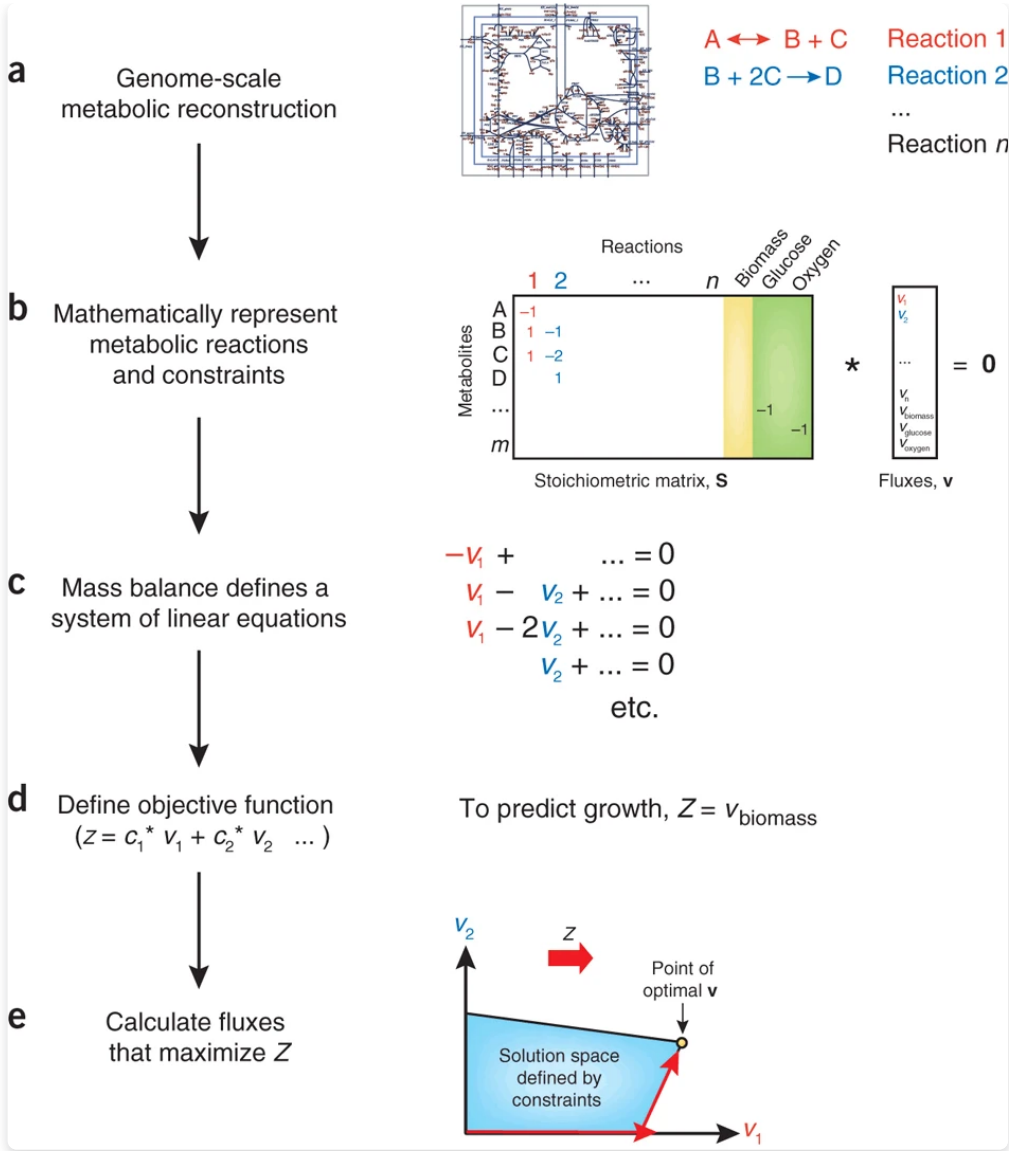 a
Genome-scale
metabolic reconstruction
A ↔ B + C Reaction 1
B + 2C → D Reaction 2
...
Reaction n
b
Mathematically represent
metabolic reactions
and constraints
Reactions
1 2 ... n Biomass Glucose Oxygen
Metabolites
A –1
B 1 –1
C 1 –2
D 1
... –1
–1
m
Stoichiometric matrix, S
*
v₁
v₂
...
vₙ
v_biomass
v_glucose
v_oxygen
= 0
Fluxes, v
c
Mass balance defines a
system of linear equations
–v₁ + ... = 0
v₁ – v₂ + ... = 0
v₁ – 2v₂ + ... = 0
v₂ + ... = 0
etc.
d
Define objective function
(z = c₁* v₁ + c₂* v₂ ... )
To predict growth, Z = v_biomass
e
Calculate fluxes
that maximize Z
v₂
Z
Point of
optimal v
Solution space
defined by
constraints
v₁